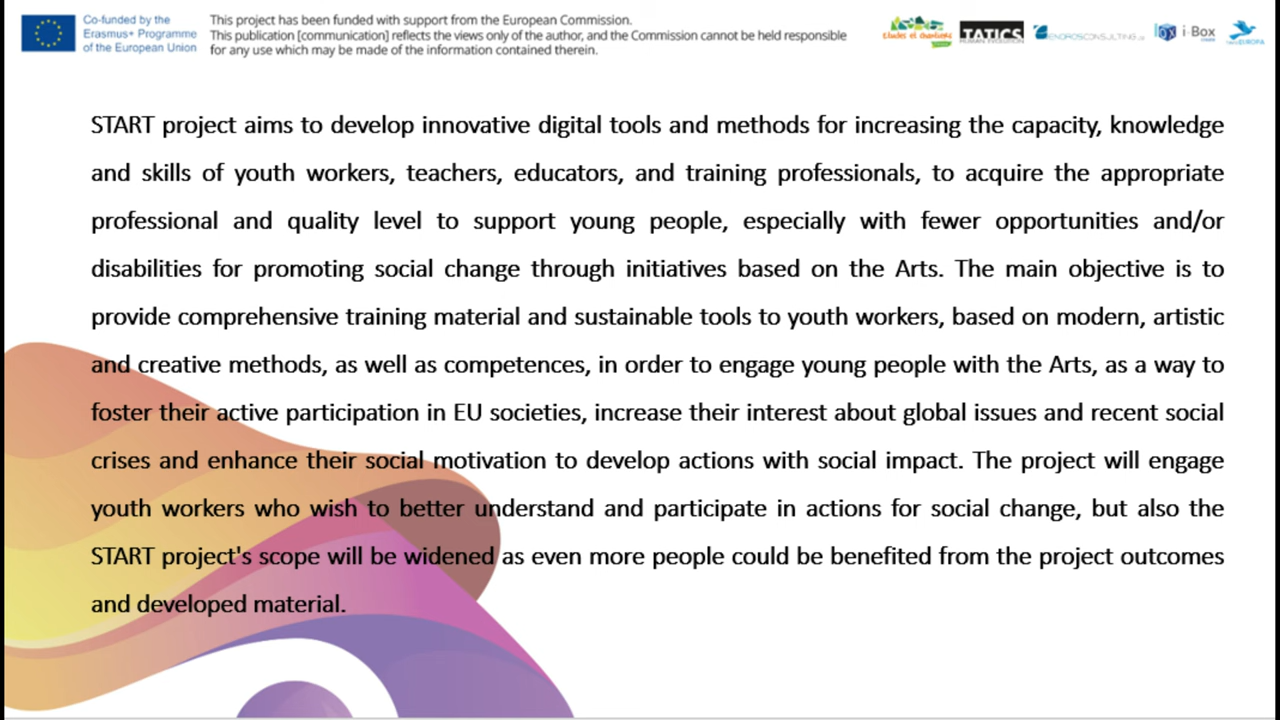 Co-funded by the
Erasmus+ Programme
of the European Union
This project has been funded with support from the European Commission.
This publication [communication] reflects the views only of the author, and the Commission cannot be held responsible
for any use which may be made of the information contained therein.
TATICS
HUMAN EVOLUTION
i-Box
START project aims to develop innovative digital tools and methods for increasing the capacity, knowledge
and skills of youth workers, teachers, educators, and training professionals, to acquire the appropriate
professional and quality level to support young people, especially with fewer opportunities and/or
disabilities for promoting social change through initiatives based on the Arts. The main objective is to
provide comprehensive training material and sustainable tools to youth workers, based on modern, artistic
and creative methods, as well as competences, in order to engage young people with the Arts, as a way to
foster their active participation in EU societies, increase their interest about global issues and recent social
crises and enhance their social motivation to develop actions with social impact. The project will engage
youth workers who wish to better understand and participate in actions for social change, but also the
START project's scope will be widened as even more people could be benefited from the project outcomes
and developed material.